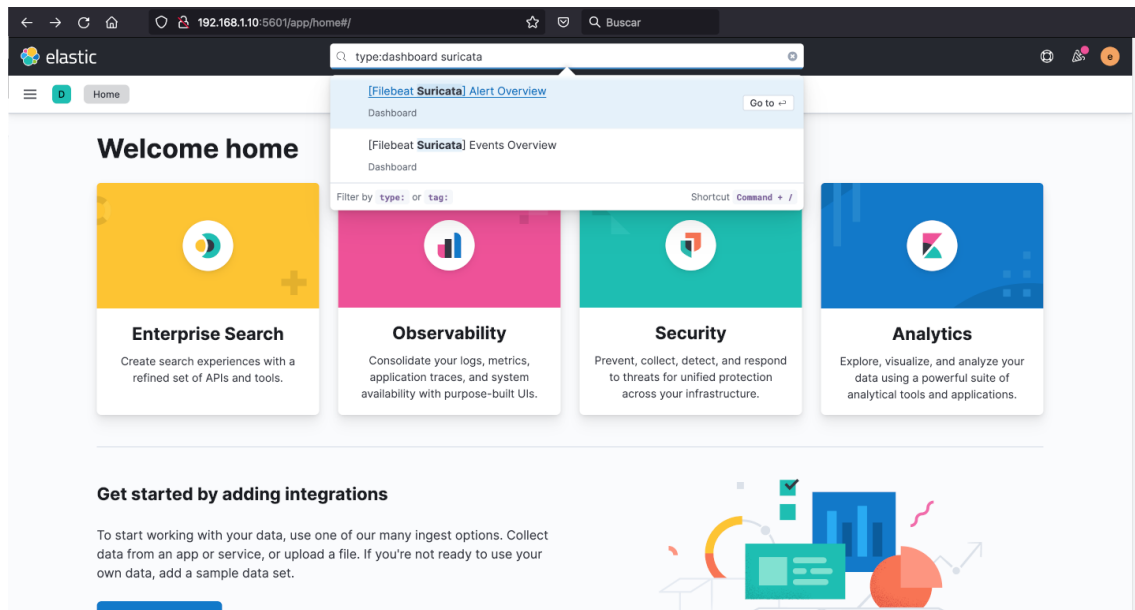 192.168.1.10:5601/app/home#/
Buscar
elastic
type:dashboard suricata
e
D
Home
[Filebeat Suricata] Alert Overview
Dashboard
Go to ↵
[Filebeat Suricata] Events Overview
Dashboard
Filter by type: or tag:
Shortcut Command + /
Welcome home
Enterprise Search
Create search experiences with a
refined set of APIs and tools.
Observability
Consolidate your logs, metrics,
application traces, and system
availability with purpose-built UIs.
Security
Prevent, collect, detect, and respond
to threats for unified protection
across your infrastructure.
Analytics
Explore, visualize, and analyze your
data using a powerful suite of
analytical tools and applications.
Get started by adding integrations
To start working with your data, use one of our many ingest options. Collect
data from an app or service, or upload a file. If you're not ready to use your
own data, add a sample data set.